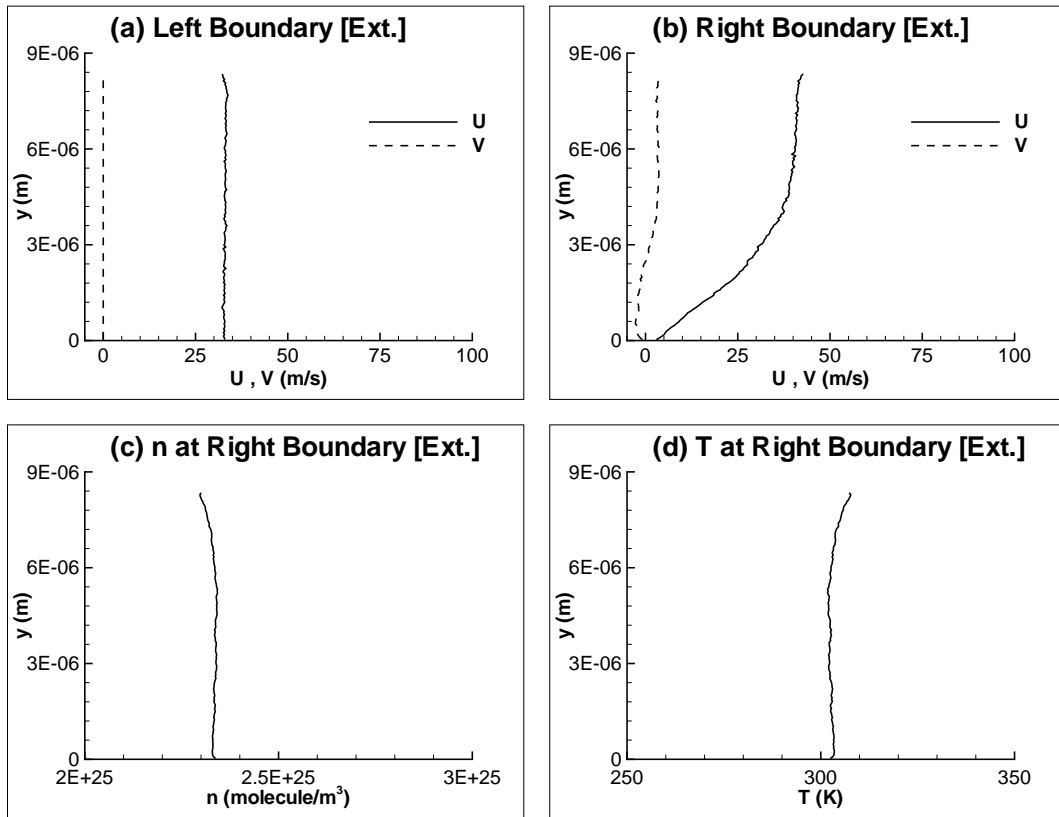 (a) Left Boundary [Ext.]
9E-06
6E-06
3E-06
0
y (m)
U
V
0 25 50 75 100
U , V (m/s)
(b) Right Boundary [Ext.]
9E-06
6E-06
3E-06
0
y (m)
U
V
0 25 50 75 100
U , V (m/s)
(c) n at Right Boundary [Ext.]
9E-06
6E-06
3E-06
0
y (m)
2E+25 2.5E+25 3E+25
n (molecule/m³)
(d) T at Right Boundary [Ext.]
9E-06
6E-06
3E-06
0
y (m)
250 300 350
T (K)